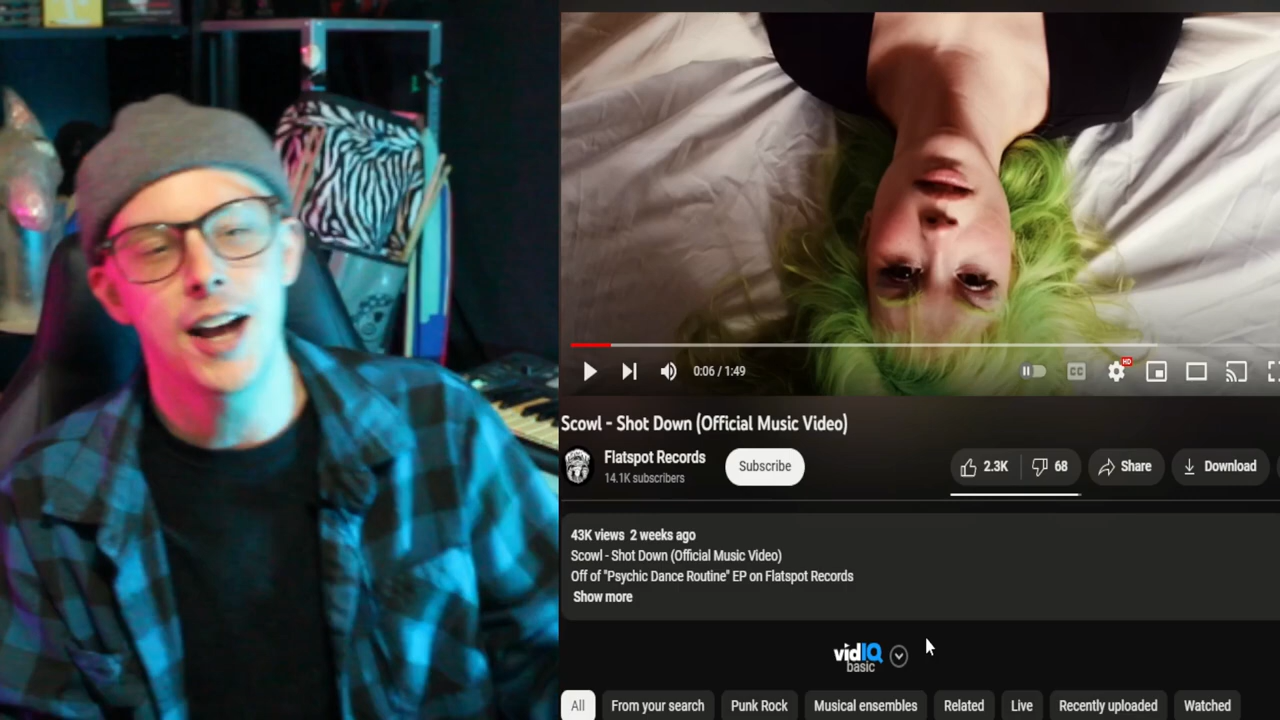 HD
CC
0:06 / 1:49
Scowl - Shot Down (Official Music Video)
Flatspot Records
14.1K subscribers
Subscribe
2.3K
68
Share
Download
43K views 2 weeks ago
Scowl - Shot Down (Official Music Video)
Off of "Psychic Dance Routine" EP on Flatspot Records
Show more
vidIQ
basic
All
From your search
Punk Rock
Musical ensembles
Related
Live
Recently uploaded
Watched